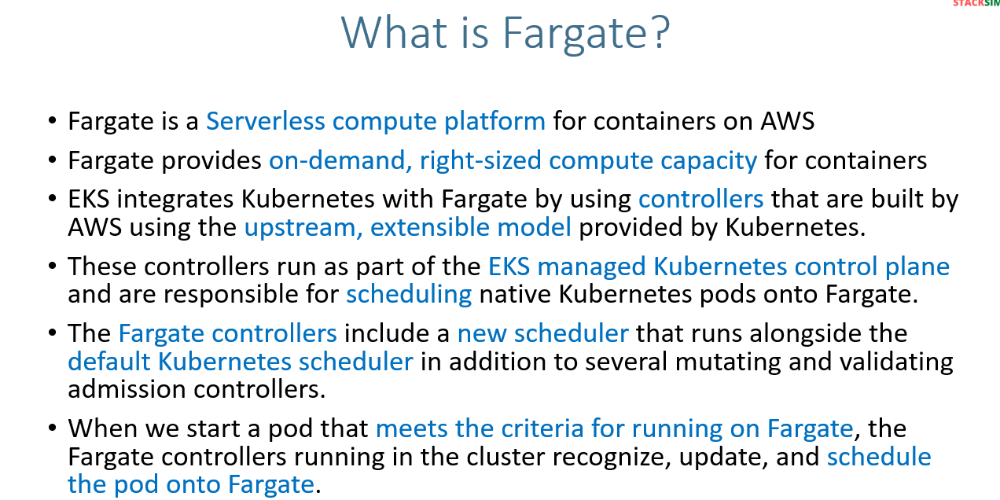 STACKSIM
What is Fargate?
• Fargate is a Serverless compute platform for containers on AWS
• Fargate provides on-demand, right-sized compute capacity for containers
• EKS integrates Kubernetes with Fargate by using controllers that are built by
AWS using the upstream, extensible model provided by Kubernetes.
• These controllers run as part of the EKS managed Kubernetes control plane
and are responsible for scheduling native Kubernetes pods onto Fargate.
• The Fargate controllers include a new scheduler that runs alongside the
default Kubernetes scheduler in addition to several mutating and validating
admission controllers.
• When we start a pod that meets the criteria for running on Fargate, the
Fargate controllers running in the cluster recognize, update, and schedule
the pod onto Fargate.